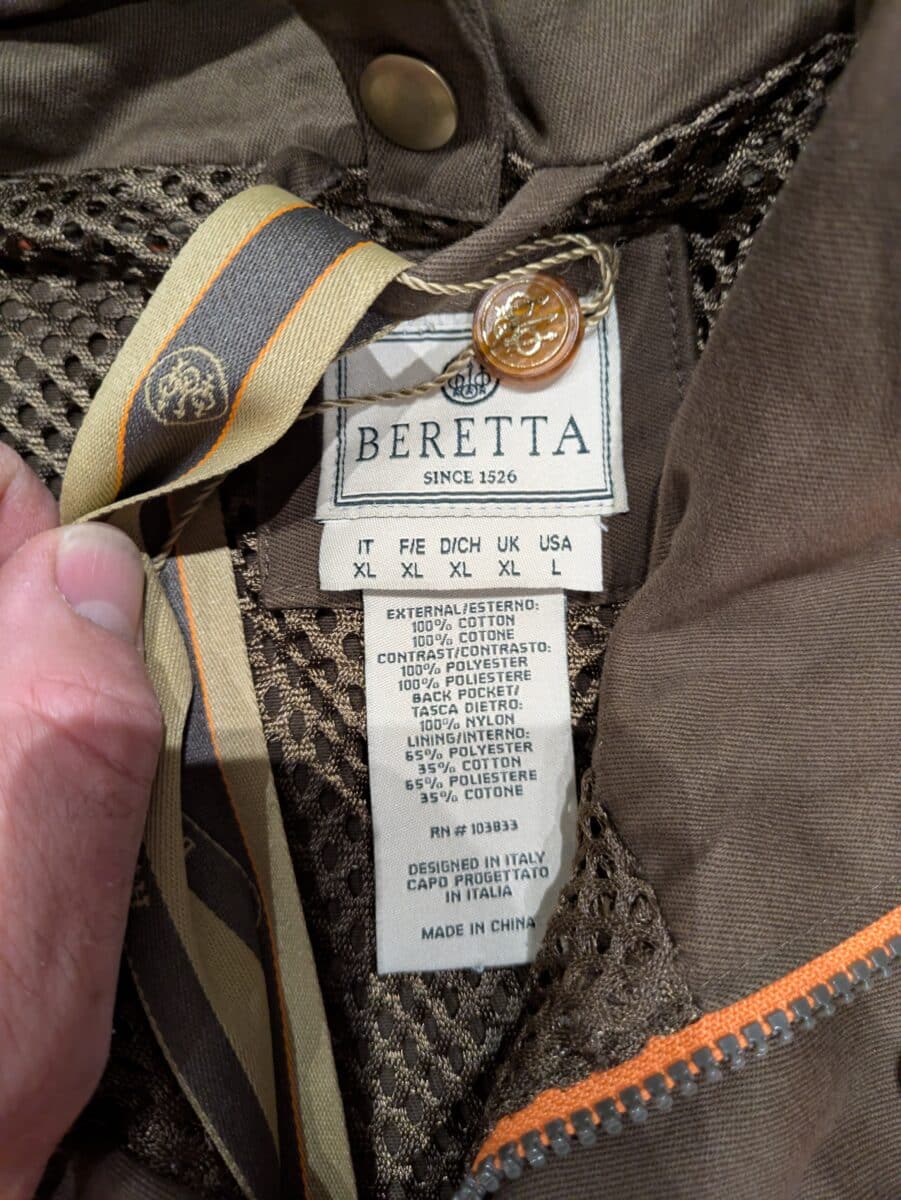 BERETTA
SINCE 1526
IT F/E D/CH UK USA
XL XL XL XL L
EXTERNAL/ESTERNO:
100% COTTON
100% COTONE
CONTRAST/CONTRASTO:
100% POLYESTER
100% POLIESTERE
BACK POCKET/
TASCA DIETRO:
100% NYLON
LINING/INTERNO:
65% POLYESTER
35% COTTON
65% POLIESTERE
35% COTONE
RN # 103833
DESIGNED IN ITALY
CAPO PROGETTATO
IN ITALIA
MADE IN CHINA